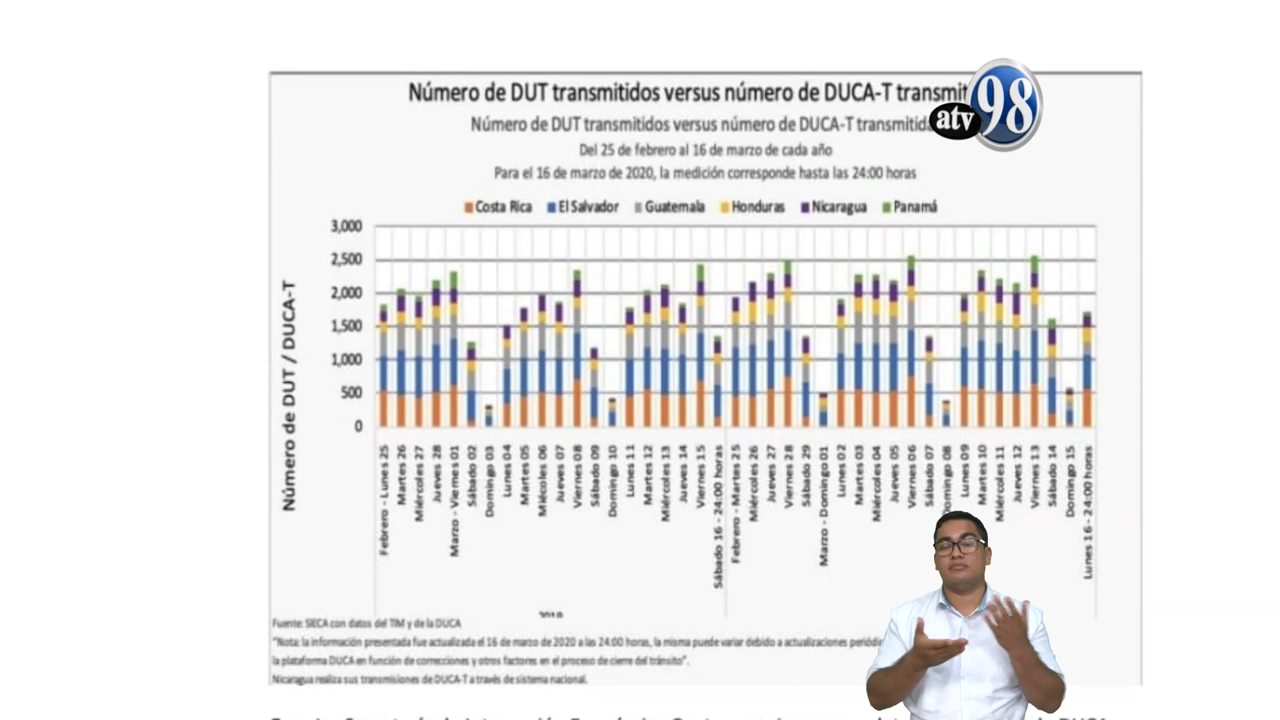 Número de DUT transmitidos versus número de DUCA-T transmit
atv 98
Número de DUT transmitidos versus número de DUCA-T transmitid
Del 25 de febrero al 16 de marzo de cada año
Para el 16 de marzo de 2020, la medición corresponde hasta las 24:00 horas
Costa Rica El Salvador Guatemala Honduras Nicaragua Panamá
Número de DUT / DUCA-T
3,000
2,500
2,000
1,500
1,000
500
0
Febrero - Lunes 25
Martes 26
Miércoles 27
Jueves 28
Marzo - Viernes 01
Sábado 02
Domingo 03
Lunes 04
Martes 05
Miécoles 06
Jueves 07
Viernes 08
Sábado 09
Domingo 10
Lunes 11
Martes 12
Miércoles 13
Jueves 14
Viernes 15
Sábado 16 - 24:00 horas
Febrero - Martes 25
Miércoles 26
Jueves 27
Viernes 28
Sábado 29
Marzo - Domingo 01
Lunes 02
Martes 03
Miércoles 04
Jueves 05
Viernes 06
Sábado 07
Domingo 08
Lunes 09
Martes 10
Miércoles 11
Jueves 12
Viernes 13
Sábado 14
Domingo 15
Lunes 16 - 24:00 horas
Fuente: SIECA con datos del TIM y de la DUCA
"Nota: la información presentada fue actualizada el 16 de marzo de 2020 a las 24:00 horas, la misma puede variar debido a actualizaciones periódi
la plataforma DUCA en función de correcciones y otros factores en el proceso de cierre del tránsito".
Nicaragua realiza sus transmisiones de DUCA-T a través de sistema nacional.